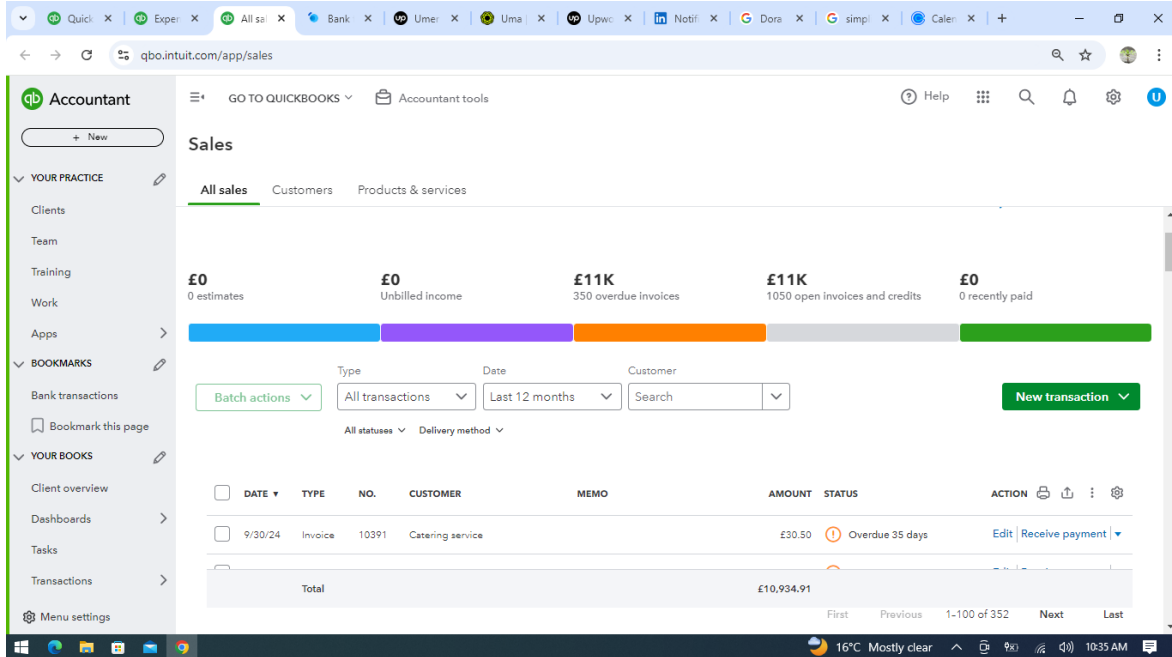 Quick
Exper
All sal
Bank
Umer
Uma
Upwo
Notifi
Dora
simpl
Calen
qbo.intuit.com/app/sales
qb Accountant
GO TO QUICKBOOKS
Accountant tools
Help
U
+ New
Sales
YOUR PRACTICE
All sales Customers Products & services
Clients
Team
Training
Work
Apps
£0 £0 £11K £11K £0
0 estimates Unbilled income 350 overdue invoices 1050 open invoices and credits 0 recently paid
BOOKMARKS
Type Date Customer
Bank transactions
Batch actions All transactions Last 12 months Search New transaction
Bookmark this page
All statuses Delivery method
YOUR BOOKS
Client overview
DATE TYPE NO. CUSTOMER MEMO AMOUNT STATUS ACTION
Dashboards
9/30/24 Invoice 10391 Catering service £30.50 Overdue 35 days Edit Receive payment
Tasks
Transactions
Total £10,934.91
Menu settings
First Previous 1-100 of 352 Next Last
16°C Mostly clear 10:35 AM